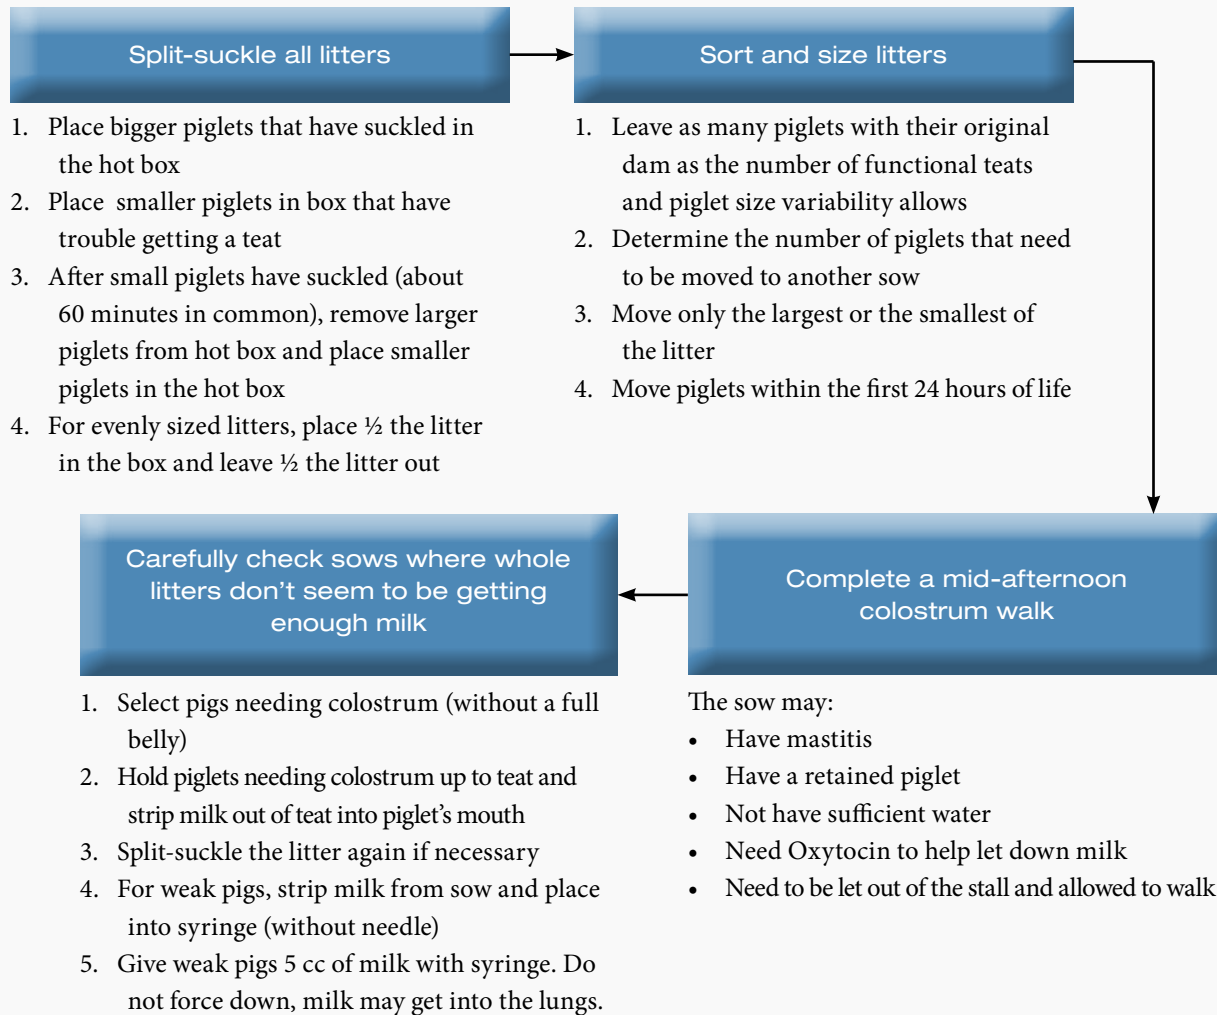 Split-suckle all litters
1. Place bigger piglets that have suckled in
the hot box
2. Place smaller piglets in box that have
trouble getting a teat
3. After small piglets have suckled (about
60 minutes in common), remove larger
piglets from hot box and place smaller
piglets in the hot box
4. For evenly sized litters, place ½ the litter
in the box and leave ½ the litter out
Sort and size litters
1. Leave as many piglets with their original
dam as the number of functional teats
and piglet size variability allows
2. Determine the number of piglets that need
to be moved to another sow
3. Move only the largest or the smallest of
the litter
4. Move piglets within the first 24 hours of life
Complete a mid-afternoon
colostrum walk
The sow may:
• Have mastitis
• Have a retained piglet
• Not have sufficient water
• Need Oxytocin to help let down milk
• Need to be let out of the stall and allowed to walk
Carefully check sows where whole
litters don't seem to be getting
enough milk
1. Select pigs needing colostrum (without a full
belly)
2. Hold piglets needing colostrum up to teat and
strip milk out of teat into piglet's mouth
3. Split-suckle the litter again if necessary
4. For weak pigs, strip milk from sow and place
into syringe (without needle)
5. Give weak pigs 5 cc of milk with syringe. Do
not force down, milk may get into the lungs.